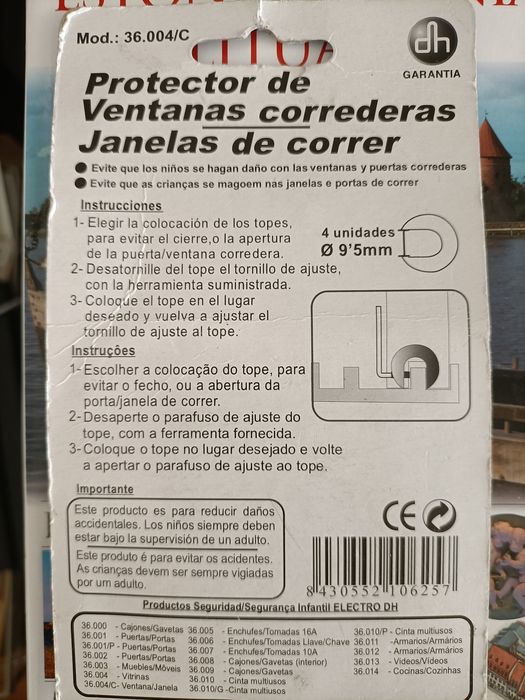 Mod.: 36.004/C
dh
GARANTIA
Protector de
Ventanas correderas
Janelas de correr
● Evite que los niños se hagan daño con las ventanas y puertas correderas
● Evite que as crianças se magoem nas janelas e portas de correr
Instrucciones
1- Elegir la colocación de los topes,
para evitar el cierre,o la apertura
de la puerta/ventana corredera.
2- Desatornille del tope el tornillo de ajuste,
con la herramienta suministrada.
3- Coloque el tope en el lugar
deseado y vuelva a ajustar el
tornillo de ajuste al tope.
4 unidades
Ø 9'5mm
Instruções
1- Escolher a colocação do tope, para
evitar o fecho, ou a abertura da
porta/janela de correr.
2- Desaperte o parafuso de ajuste do
tope, com a ferramenta fornecida.
3- Coloque o tope no lugar desejado e volte
a apertar o parafuso de ajuste ao tope.
Importante
Este producto es para reducir daños
accidentales. Los niños siempre deben
estar bajo la supervisión de un adulto.
Este produto é para evitar os acidentes.
As crianças devem ser sempre vigiadas
por um adulto.
CE
8 430552 106257
Productos Seguridad/Segurança Infantil ELECTRO DH
36.000 - Cajones/Gavetas
36.001 - Puertas/Portas
36.001/P - Puertas/Portas
36.002 - Puertas/Portas
36.003 - Muebles/Móveis
36.004 - Vitrinas
36.004/C - Ventana/Janela
36.005 - Enchufes/Tomadas 16A
36.006 - Enchufes/Tomadas Llave/Chave
36.007 - Enchufes/Tomadas 10A
36.008 - Cajones/Gavetas (interior)
36.009 - Cajones/Gavetas
36.010 - Cinta multiusos
36.010/G - Cinta multiusos
36.010/P - Cinta multiusos
36.011 - Armarios/Armários
36.012 - Armarios/Armários
36.013 - Videos/Vídeos
36.014 - Cocinas/Cozinhas